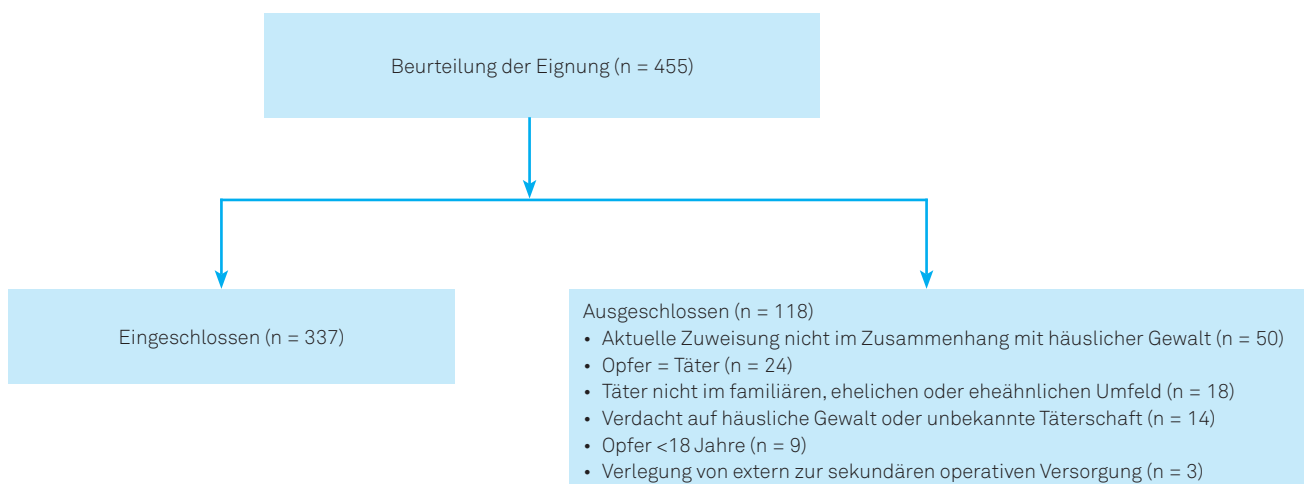 Beurteilung der Eignung (n = 455)
Eingeschlossen (n = 337)
Ausgeschlossen (n = 118)
• Aktuelle Zuweisung nicht im Zusammenhang mit häuslicher Gewalt (n = 50)
• Opfer = Täter (n = 24)
• Täter nicht im familiären, ehelichen oder eheähnlichen Umfeld (n = 18)
• Verdacht auf häusliche Gewalt oder unbekannte Täterschaft (n = 14)
• Opfer <18 Jahre (n = 9)
• Verlegung von extern zur sekundären operativen Versorgung (n = 3)